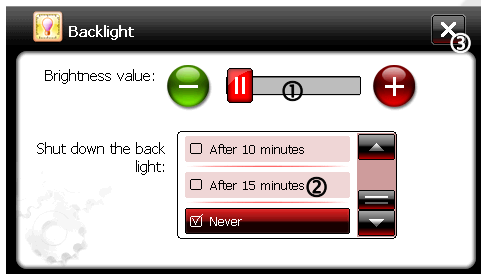 Backlight
③
Brightness value:
①
Shut down the back
light:
After 10 minutes
After 15 minutes ②
Never